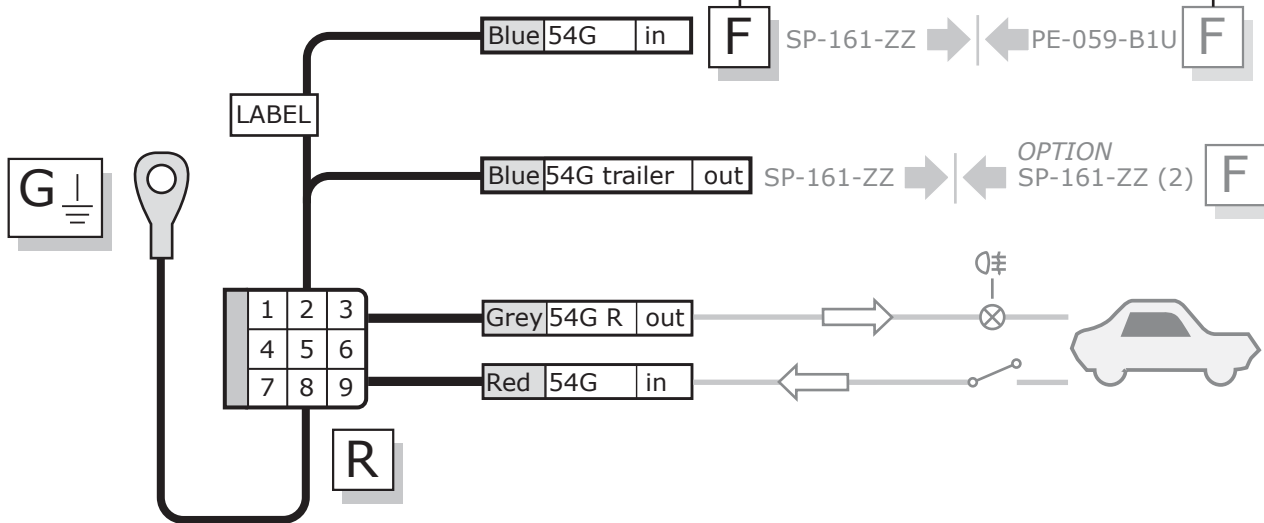 Blue 54G in F SP-161-ZZ PE-059-B1U F
LABEL
OPTION
G Blue 54G trailer out SP-161-ZZ SP-161-ZZ (2) F
1 2 3 Grey 54G R out
4 5 6
7 8 9 Red 54G in
R